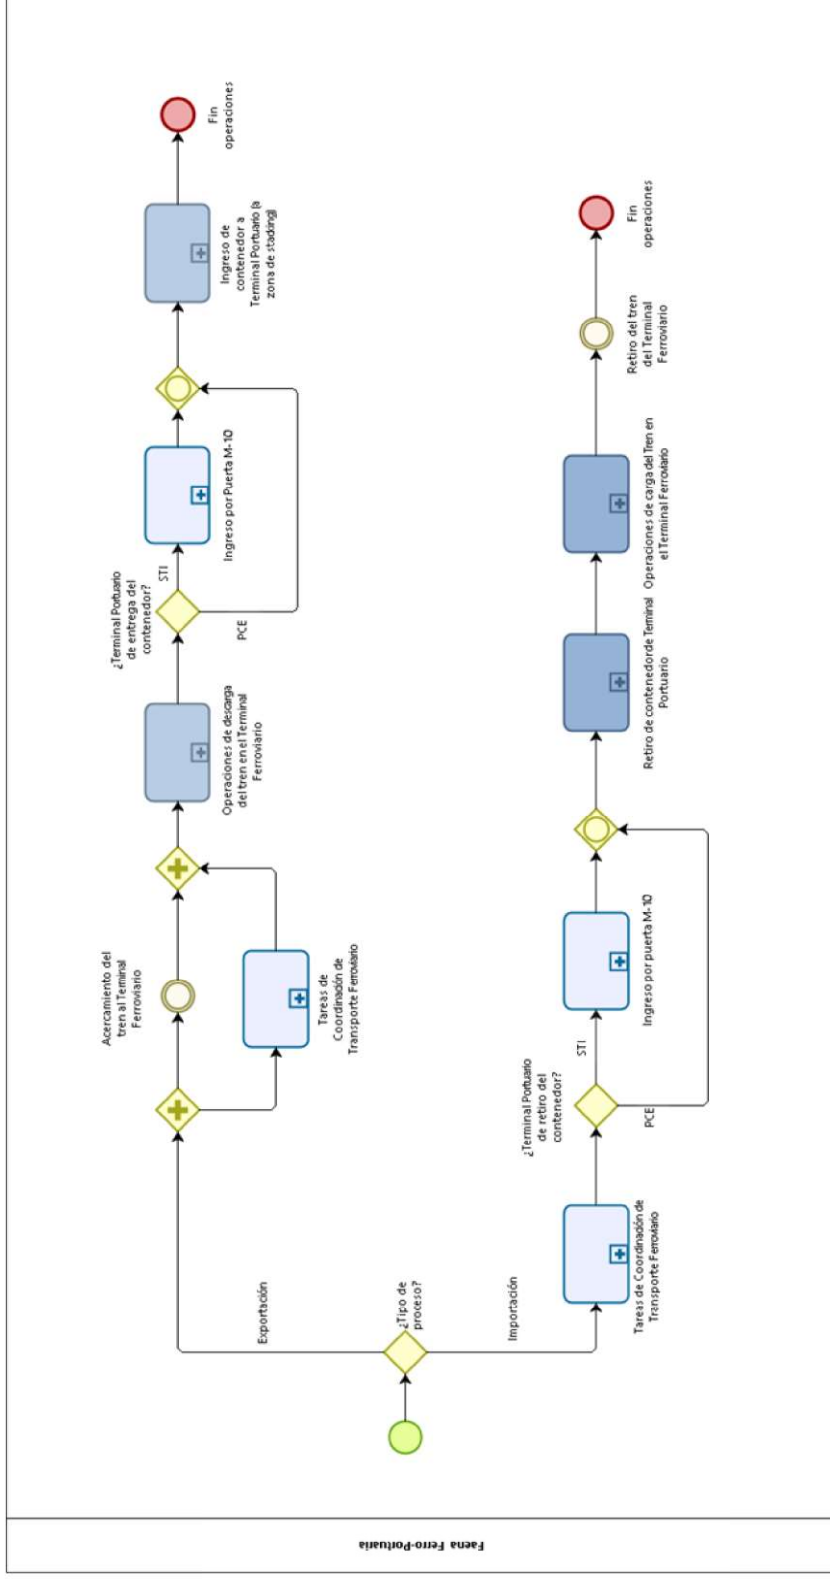 Faena Ferro-Portuaria
¿Tipo de
proceso?
Exportación
Importación
Acercamiento del
tren al Terminal
Ferroviario
Tareas de
Coordinación de
Transporte Ferroviario
Operaciones de descarga
del tren en el Terminal
Ferroviario
¿Terminal Portuario
de entrega del
contenedor?
STI
PCE
Ingreso por Puerta M-10
Ingreso de
contenedor a
Terminal Portuario (a
zona de stacking)
Fin
operaciones
Tareas de Coordinación de
Transporte Ferroviario
¿Terminal Portuario
de retiro del
contenedor?
STI
PCE
Ingreso por puerta M-10
Retiro de contenedor de Terminal
Portuario
Operaciones de carga del Tren en
el Terminal Ferroviario
Retiro del tren
del Terminal
Ferroviario
Fin
operaciones